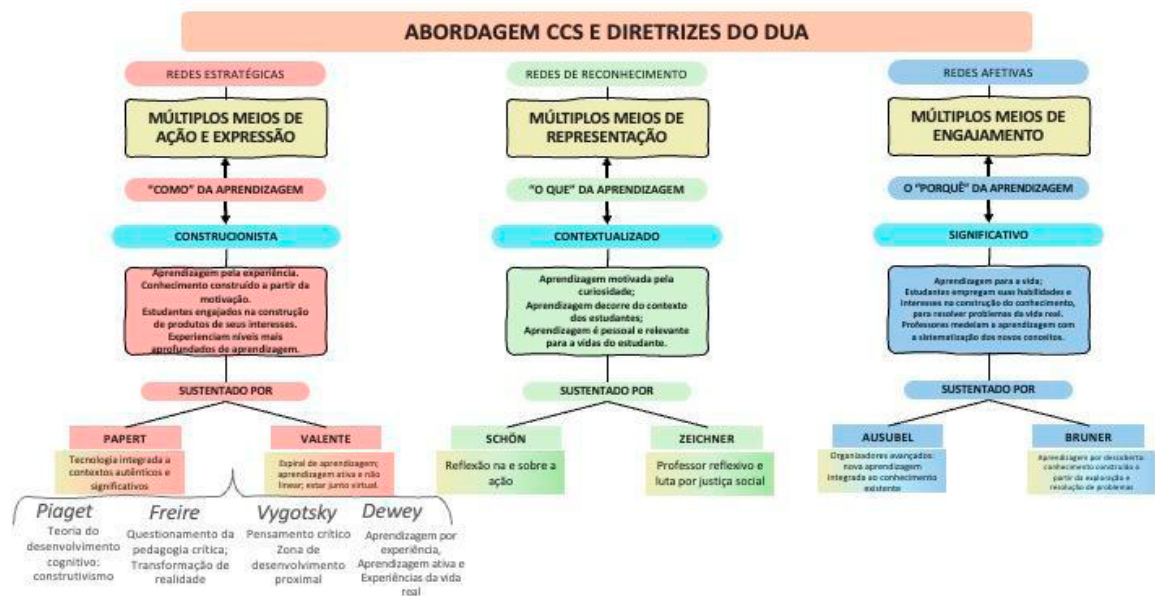 ABORDAGEM CCS E DIRETRIZES DO DUA
REDES ESTRATÉGICAS
MÚLTIPLOS MEIOS DE
AÇÃO E EXPRESSÃO
"COMO" DA APRENDIZAGEM
CONSTRUCIONISTA
Aprendizagem pela experiência.
Conhecimento construído a partir da
motivação.
Estudantes engajados na construção
de produtos de seus interesses.
Experienciam níveis mais
aprofundados de aprendizagem.
SUSTENTADO POR
PAPERT
Tecnologia integrada a
contextos autênticos e
significativos
VALENTE
Espiral de aprendizagem;
aprendizagem ativa e não
linear; estar junto virtual.
Piaget
Teoria do
desenvolvimento
cognitivo:
construtivismo
Freire
Questionamento da
pedagogia crítica;
Transformação de
realidade
Vygotsky
Pensamento crítico
Zona de
desenvolvimento
proximal
Dewey
Aprendizagem por
experiência,
Aprendizagem ativa e
Experiências da vida
real
REDES DE RECONHECIMENTO
MÚLTIPLOS MEIOS DE
REPRESENTAÇÃO
"O QUE" DA APRENDIZAGEM
CONTEXTUALIZADO
Aprendizagem motivada pela
curiosidade;
Aprendizagem decorre do contexto
dos estudantes;
Aprendizagem é pessoal e relevante
para a vidas do estudante.
SUSTENTADO POR
SCHÖN
Reflexão na e sobre a
ação
ZEICHNER
Professor reflexivo e
luta por justiça social
REDES AFETIVAS
MÚLTIPLOS MEIOS DE
ENGAJAMENTO
O "PORQUÊ" DA APRENDIZAGEM
SIGNIFICATIVO
Aprendizagem para a vida;
Estudantes empregam suas habilidades e
interesses na construção do conhecimento,
para resolver problemas da vida real.
Professores medeiam a aprendizagem com
a sistematização dos novos conceitos.
SUSTENTADO POR
AUSUBEL
Organizadores avançados:
nova aprendizagem
integrada ao conhecimento
existente
BRUNER
Aprendizagem por descoberta:
conhecimento construído a
partir da exploração e
resolução de problemas